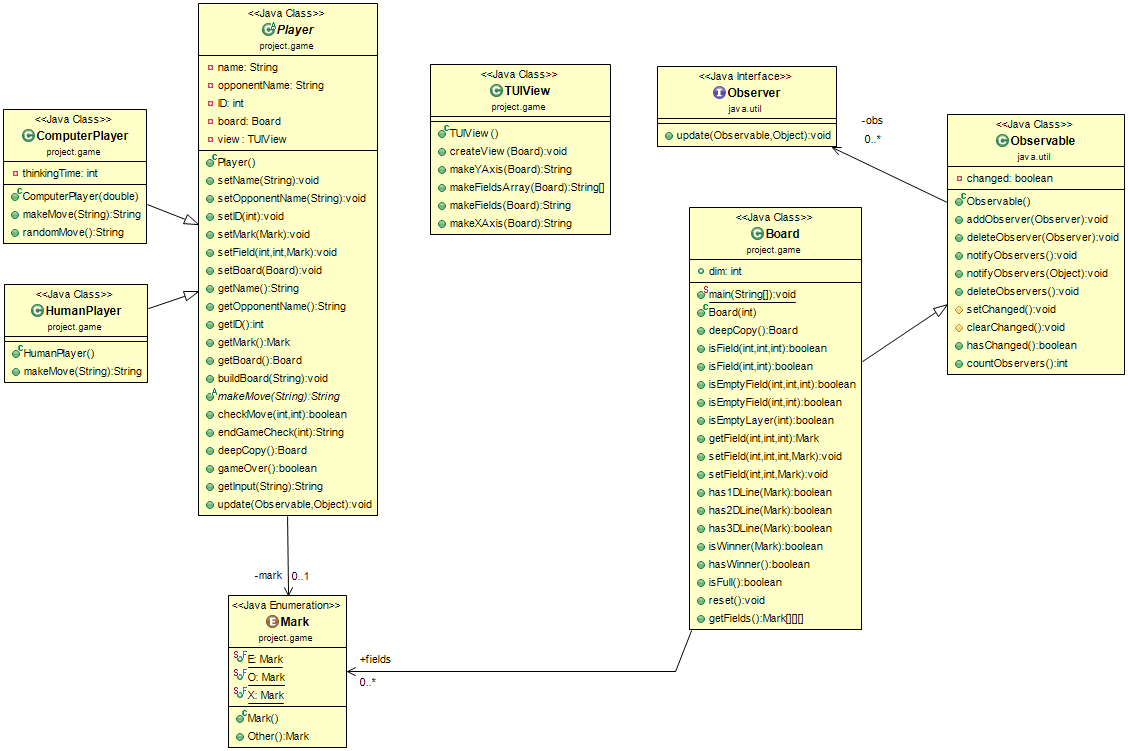 <<Java Class>>
Player
project.game
name: String
opponentName: String
ID: int
board: Board
view : TUIView
Player()
setName(String):void
setOpponentName(String):void
setID(int):void
setMark(Mark):void
setField(int,int,Mark):void
setBoard(Board):void
getName():String
getOpponentName():String
getID():int
getMark():Mark
getBoard():Board
buildBoard(String):void
makeMove(String):String
checkMove(int,int):boolean
endGameCheck(int):String
deepCopy():Board
gameOver():boolean
getInput(String):String
update(Observable,Object):void
<<Java Class>>
ComputerPlayer
project.game
thinkingTime: int
ComputerPlayer(double)
makeMove(String):String
randomMove():String
<<Java Class>>
HumanPlayer
project.game
HumanPlayer()
makeMove(String):String
<<Java Class>>
TUIView
project.game
TUIView ()
createView (Board):void
makeYAxis(Board):String
makeFieldsArray(Board):String[]
makeFields(Board):String
makeXAxis(Board):String
<<Java Interface>>
Observer
java.util
update(Observable,Object):void
-obs
0..*
<<Java Class>>
Observable
java.util
changed: boolean
Observable()
addObserver(Observer):void
deleteObserver(Observer):void
notifyObservers():void
notifyObservers(Object):void
deleteObservers():void
setChanged():void
clearChanged():void
hasChanged():boolean
countObservers():int
<<Java Class>>
Board
project.game
dim: int
main(String[]):void
Board(int)
deepCopy():Board
isField(int,int,int):boolean
isField(int,int):boolean
isEmptyField(int,int,int):boolean
isEmptyField(int,int):boolean
isEmptyLayer(int):boolean
getField(int,int,int):Mark
setField(int,int,int,Mark):void
setField(int,int,Mark):void
has1DLine(Mark):boolean
has2DLine(Mark):boolean
has3DLine(Mark):boolean
isWinner(Mark):boolean
hasWinner():boolean
isFull():boolean
reset():void
getFields():Mark[][][]
-mark
0..1
<<Java Enumeration>>
Mark
project.game
E: Mark
O: Mark
X: Mark
Mark()
Other():Mark
+fields
0..*